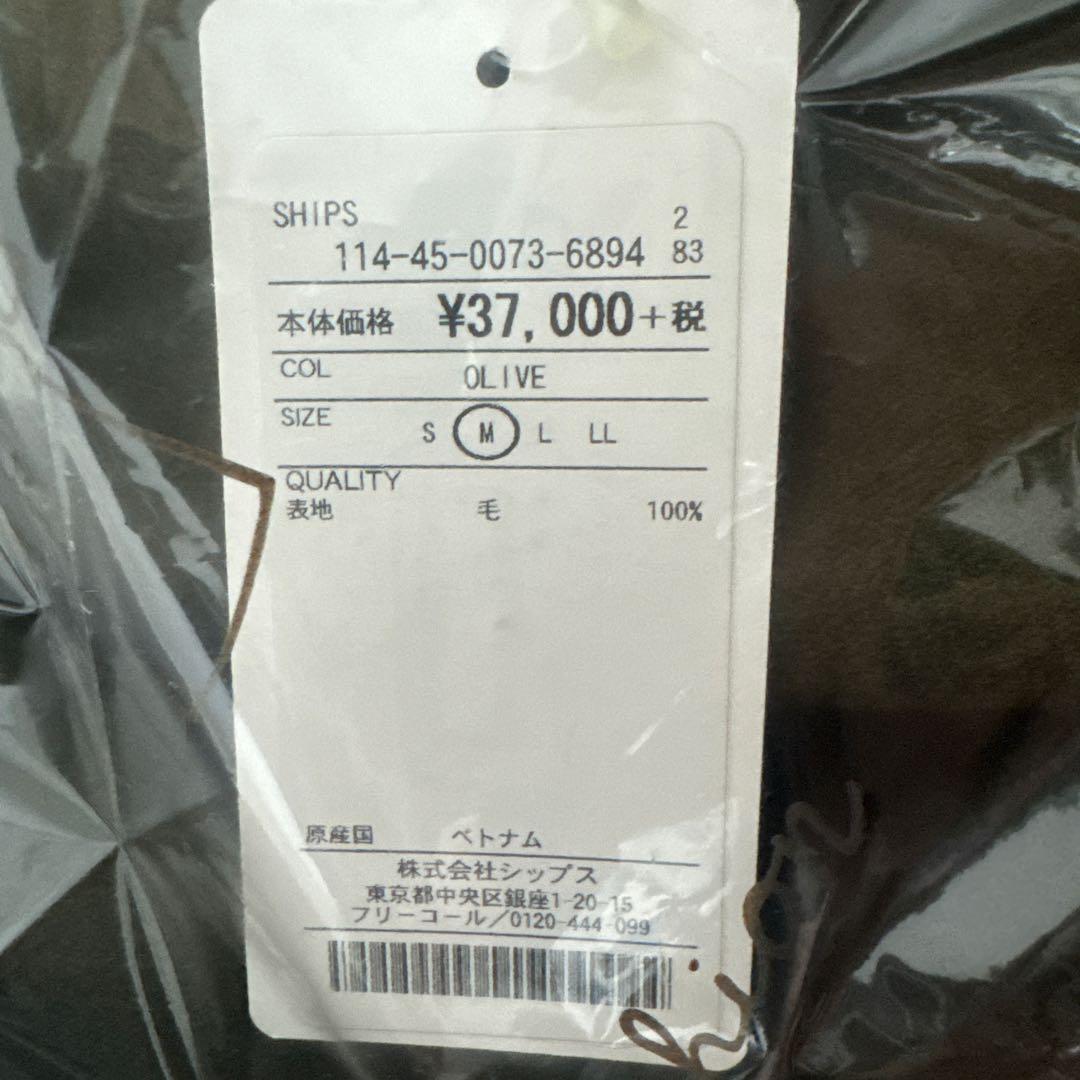 SHIPS 2
114-45-0073-6894 83
本体価格 ¥37,000+税
COL OLIVE
SIZE S M L LL
QUALITY
表地 毛 100%
原産国 ベトナム
株式会社シップス
東京都中央区銀座1-20-15
フリーコール/0120-444-099